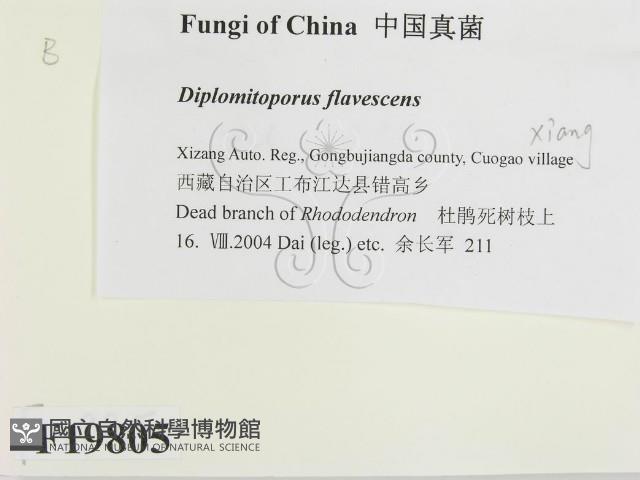 Fungi of China 中国真菌
B
Diplomitoporus flavescens
xiang
Xizang Auto. Reg., Gongbujiangda county, Cuogao village
西藏自治区工布江达县错高乡
Dead branch of Rhododendron 杜鹃死树枝上
16. Ⅷ.2004 Dai (leg.) etc. 余长军 211
F19805
國立自然科學博物館
NATIONAL MUSEUM OF NATURAL SCIENCE